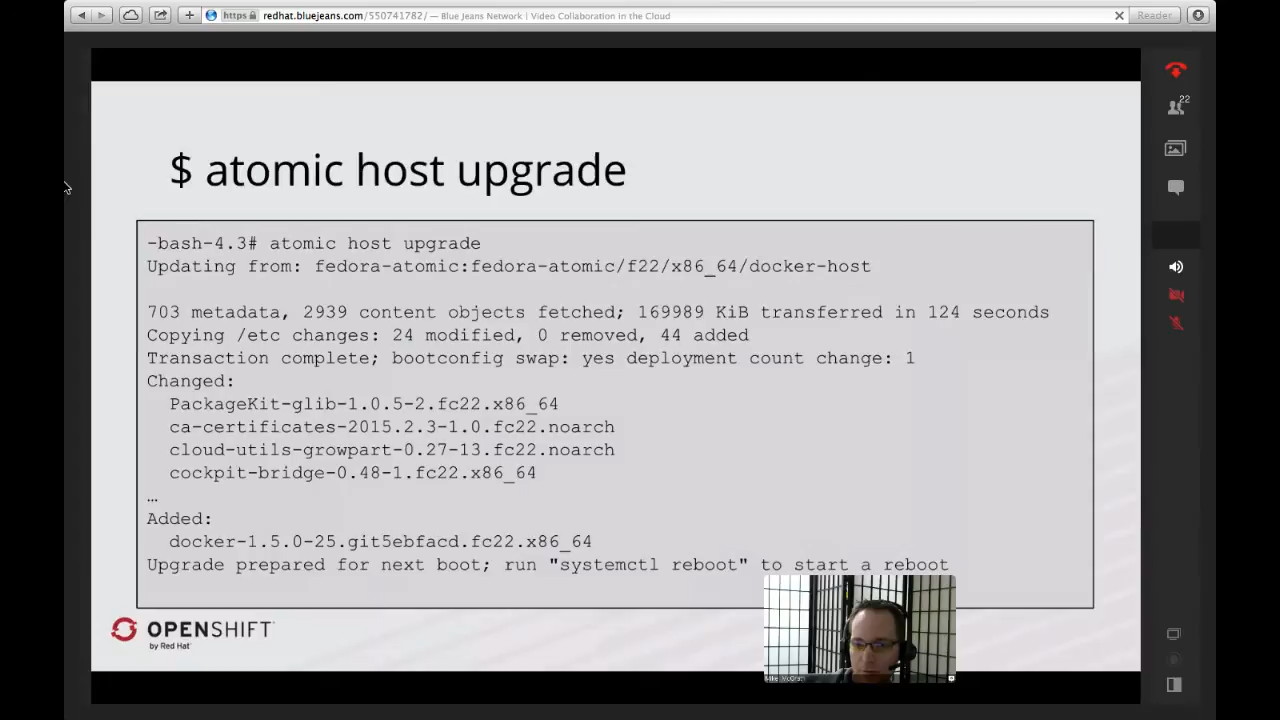 https redhat.bluejeans.com/550741782/ — Blue Jeans Network | Video Collaboration in the Cloud
Reader
22
$ atomic host upgrade
-bash-4.3# atomic host upgrade
Updating from: fedora-atomic:fedora-atomic/f22/x86_64/docker-host
703 metadata, 2939 content objects fetched; 169989 KiB transferred in 124 seconds
Copying /etc changes: 24 modified, 0 removed, 44 added
Transaction complete; bootconfig swap: yes deployment count change: 1
Changed:
PackageKit-glib-1.0.5-2.fc22.x86_64
ca-certificates-2015.2.3-1.0.fc22.noarch
cloud-utils-growpart-0.27-13.fc22.noarch
cockpit-bridge-0.48-1.fc22.x86_64
…
Added:
docker-1.5.0-25.git5ebfacd.fc22.x86_64
Upgrade prepared for next boot; run "systemctl reboot" to start a reboot
OPENSHIFT
by Red Hat
Mike McGrath